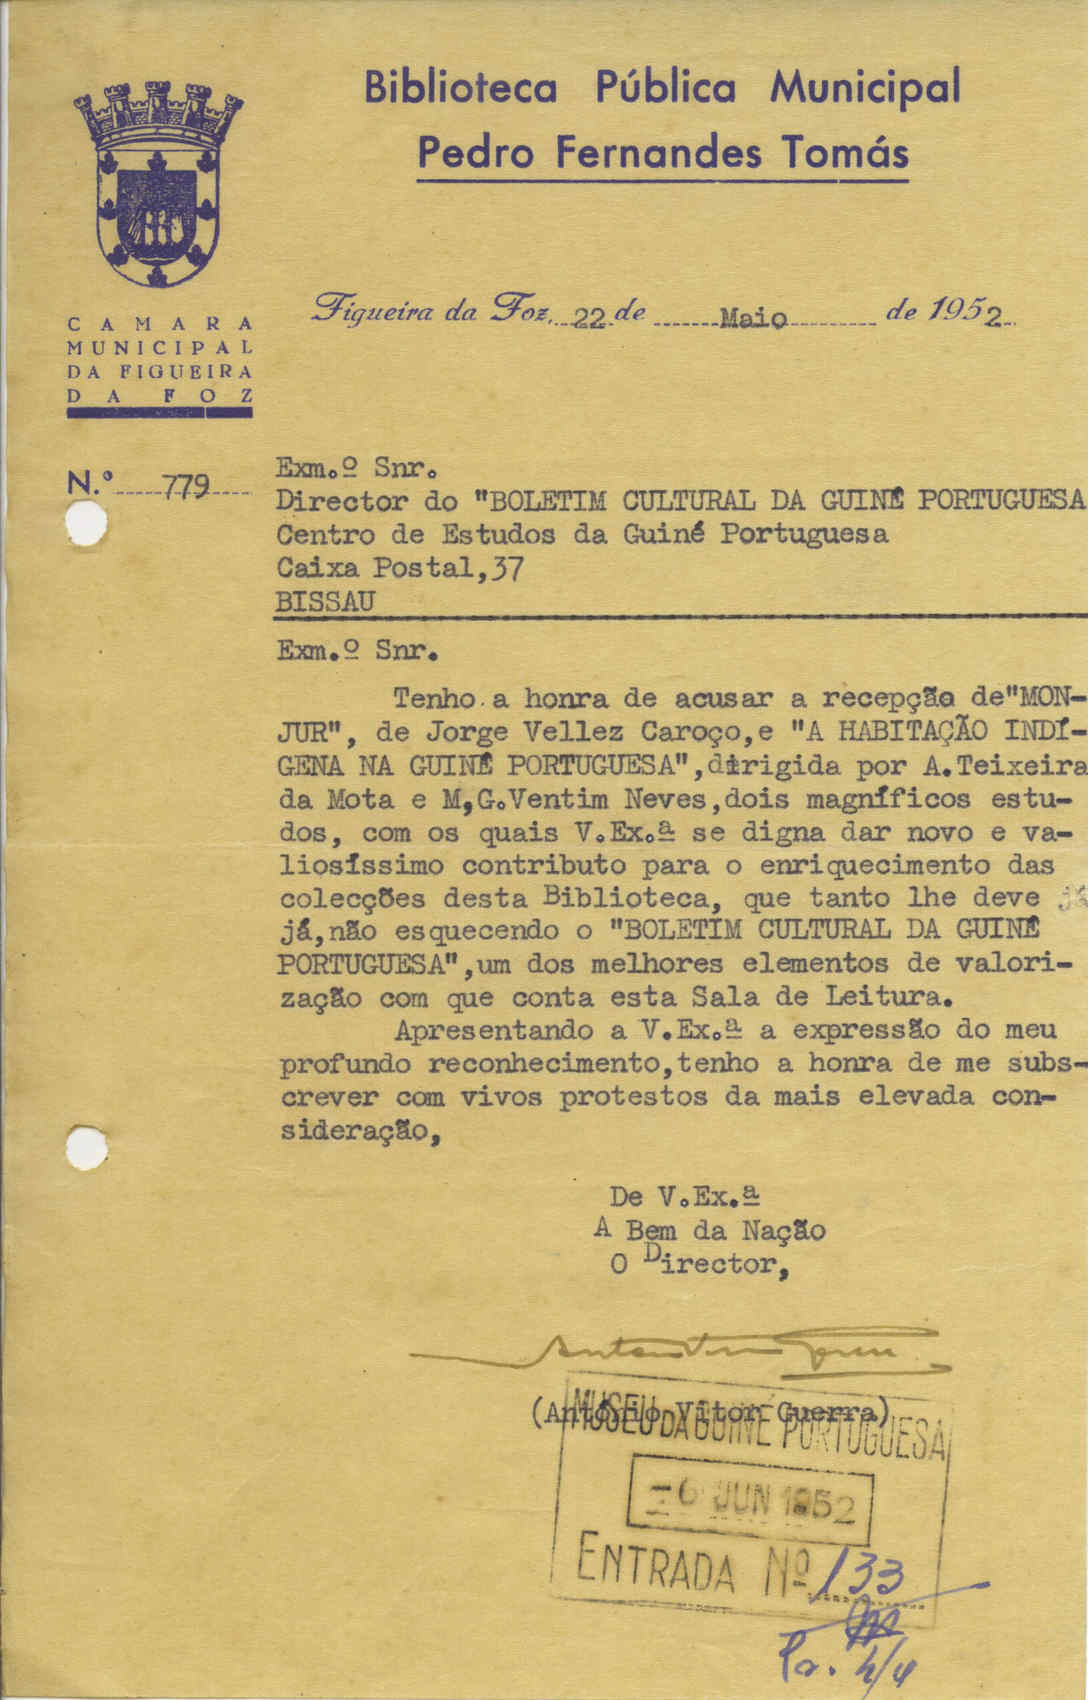 Biblioteca Pública Municipal
Pedro Fernandes Tomás
CAMARA
MUNICIPAL
DA FIGUEIRA
DA FOZ
Figueira da Foz, 22 de Maio de 1952
N.º 779
Exm.º Snr.
Director do "BOLETIM CULTURAL DA GUINÉ PORTUGUESA
Centro de Estudos da Guiné Portuguesa
Caixa Postal,37
BISSAU
Exm.º Snr.
Tenho a honra de acusar a recepção de"MON-
JUR", de Jorge Vellez Caroço,e "A HABITAÇÃO INDÍ-
GENA NA GUINÉ PORTUGUESA",dirigida por A.Teixeira
da Mota e M,G.Ventim Neves,dois magníficos estu-
dos, com os quais V.Ex.ª se digna dar novo e va-
liosíssimo contributo para o enriquecimento das
colecções desta Biblioteca, que tanto lhe deve já
já,não esquecendo o "BOLETIM CULTURAL DA GUINÉ
PORTUGUESA",um dos melhores elementos de valori-
zação com que conta esta Sala de Leitura.
Apresentando a V.Ex.ª a expressão do meu
profundo reconhecimento,tenho a honra de me subs-
crever com vivos protestos da mais elevada con-
sideração,
De V.Ex.ª
A Bem da Nação
O Director,
(António Vitor Guerra)
MUSEU DA GUINÉ PORTUGUESA
-6 JUN 1952
ENTRADA Nº 133